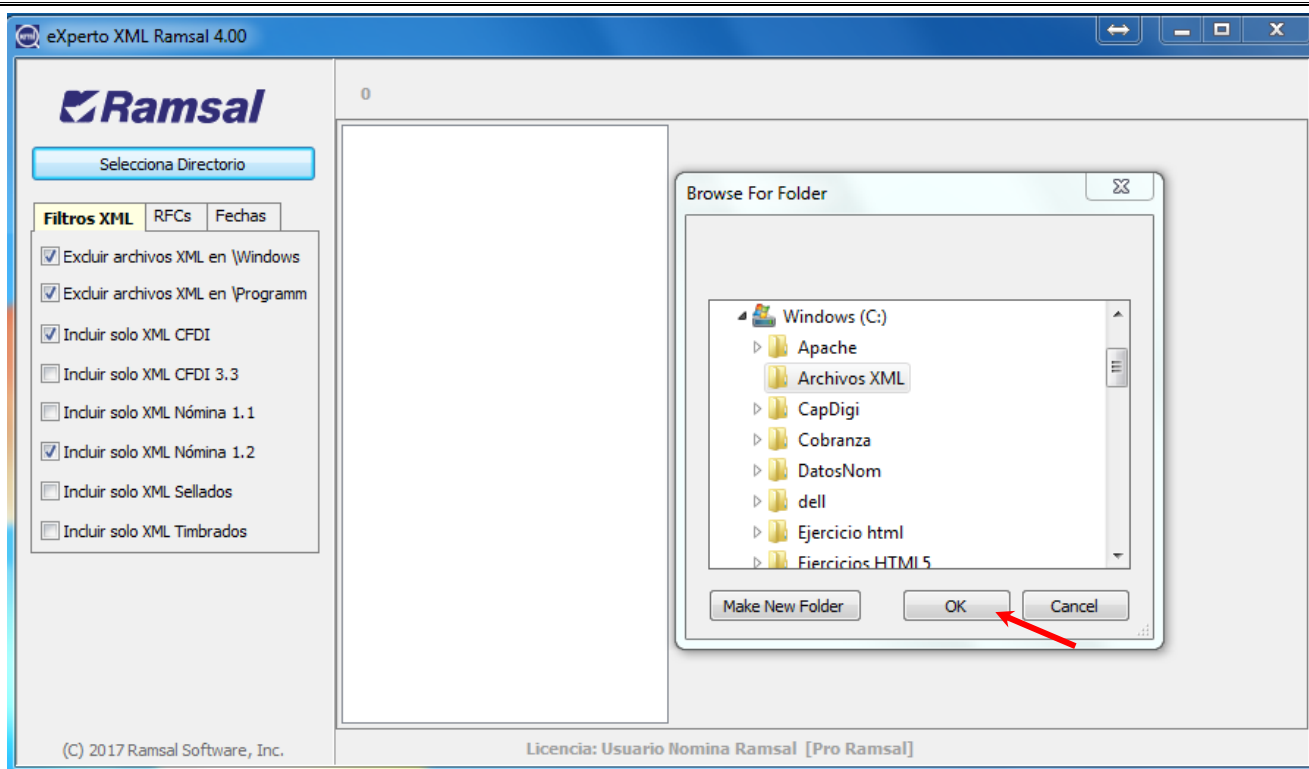 eXperto XML Ramsal 4.00
Ramsal
0
Selecciona Directorio
Filtros XML RFCs Fechas
Excluir archivos XML en \Windows
Excluir archivos XML en \Programm
Incluir solo XML CFDI
Incluir solo XML CFDI 3.3
Incluir solo XML Nómina 1.1
Incluir solo XML Nómina 1.2
Incluir solo XML Sellados
Incluir solo XML Timbrados
Browse For Folder
Windows (C:)
Apache
Archivos XML
CapDigi
Cobranza
DatosNom
dell
Ejercicio html
Ejercicios HTML5
Make New Folder OK Cancel
(C) 2017 Ramsal Software, Inc.
Licencia: Usuario Nomina Ramsal [Pro Ramsal]